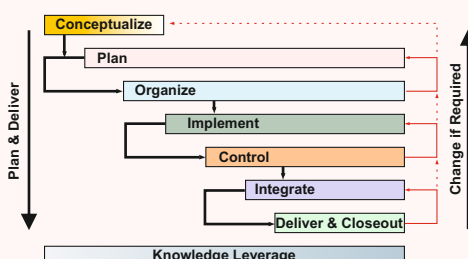 Conceptualize
Plan
Organize
Implement
Control
Integrate
Deliver & Closeout
Knowledge Leverage
Plan & Deliver
Change if Required